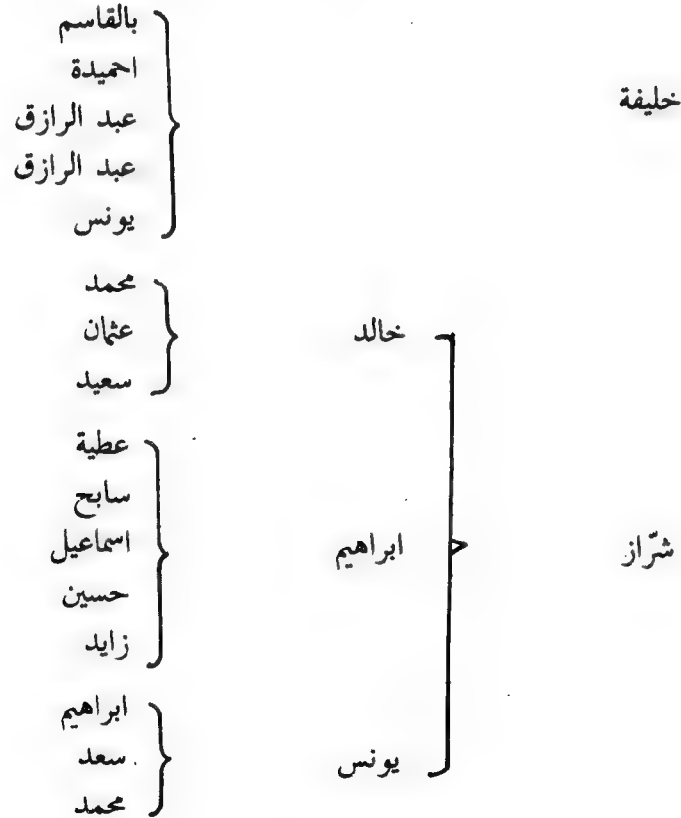 خليفة
بالقاسم
احميدة
عبد الرازق
عبد الرازق
يونس
شرّاز
خالد
محمد
عثمان
سعيد
ابراهيم
عطية
سابح
اسماعيل
حسين
زايد
يونس
ابراهيم
سعد
محمد